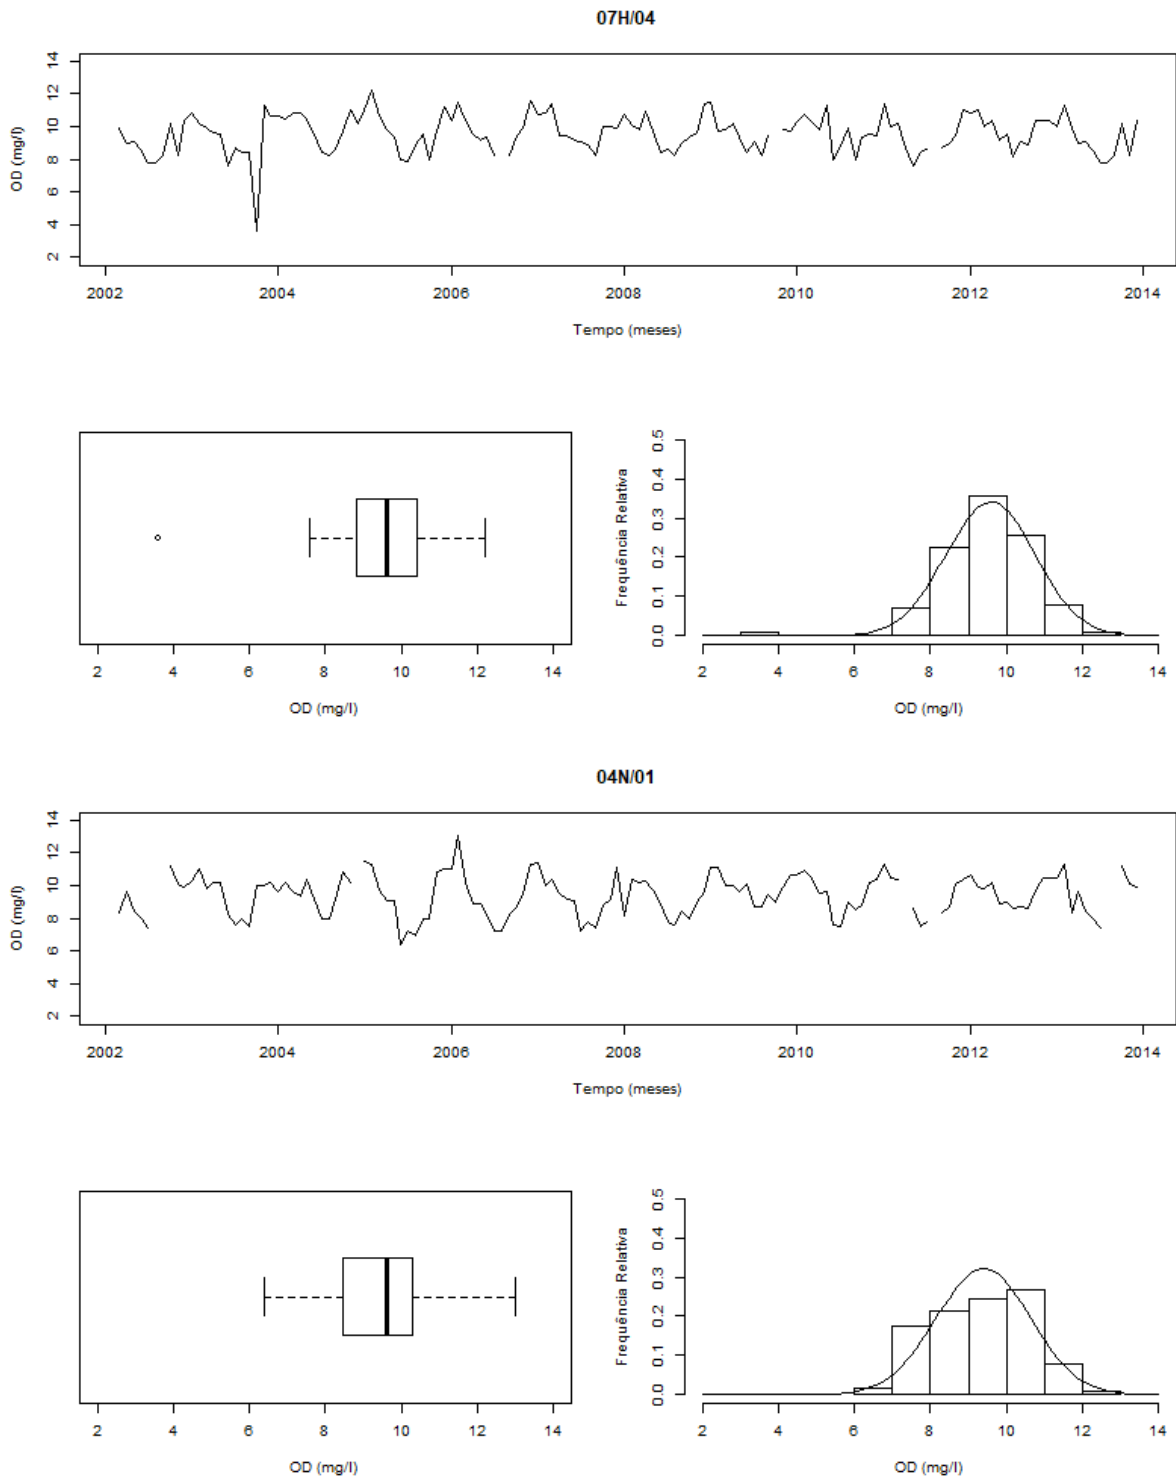 07H/04
14
12
10
8
6
4
2
OD (mg/l)
2002 2004 2006 2008 2010 2012 2014
Tempo (meses)
2 4 6 8 10 12 14
OD (mg/l)
0.5
0.4
0.3
0.2
0.1
0.0
Frequência Relativa
2 4 6 8 10 12 14
OD (mg/l)
04N/01
14
12
10
8
6
4
2
OD (mg/l)
2002 2004 2006 2008 2010 2012 2014
Tempo (meses)
2 4 6 8 10 12 14
OD (mg/l)
0.5
0.4
0.3
0.2
0.1
0.0
Frequência Relativa
2 4 6 8 10 12 14
OD (mg/l)